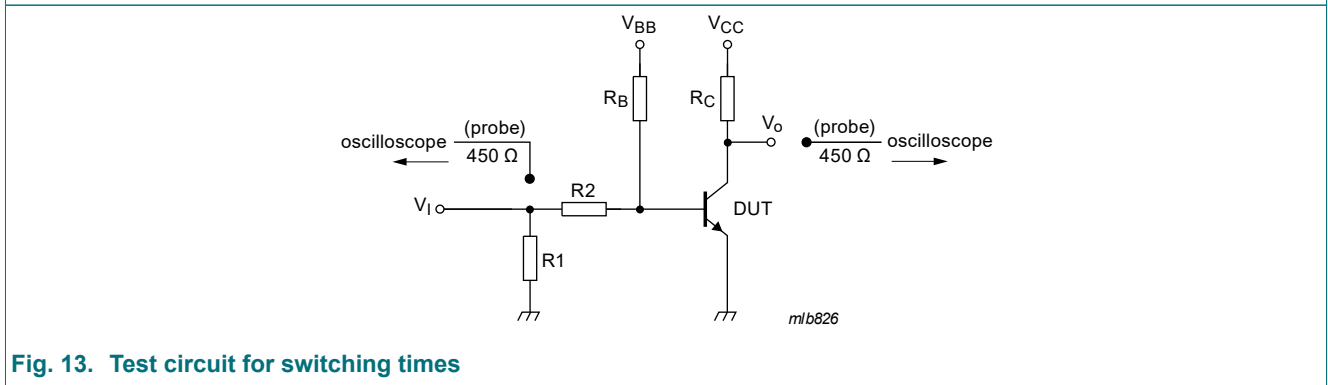 VBB
VCC
RB
RC
Vo
(probe)
oscilloscope
450 Ω
(probe)
oscilloscope
450 Ω
R2
VI
DUT
R1
mlb826
Fig. 13. Test circuit for switching times